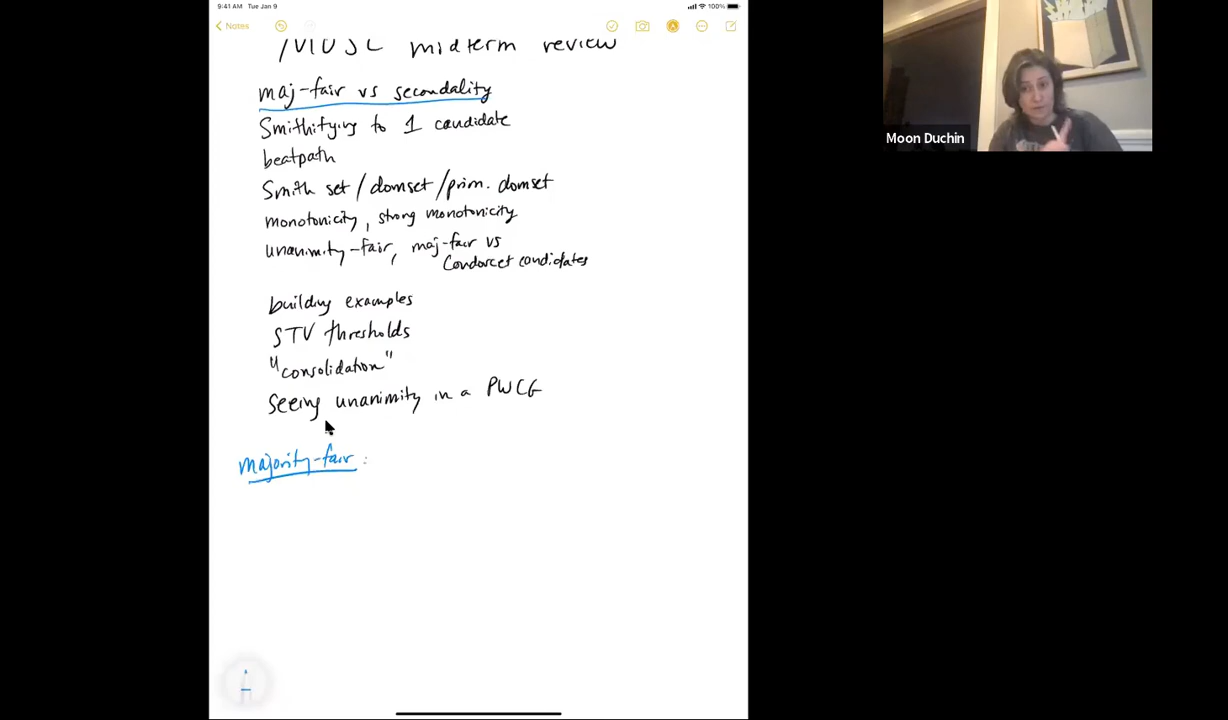 9:41 AM Tue Jan 9
100%
Notes
midterm review
maj-fair vs secondality
Smithifying to 1 candidate
beatpath
Smith set / domset / prim. domset
monotonicity, strong monotonicity
unanimity-fair, maj-fair vs
Condorcet candidates
building examples
STV thresholds
"consolidation"
Seeing unanimity in a PWCG
majority-fair:
Moon Duchin